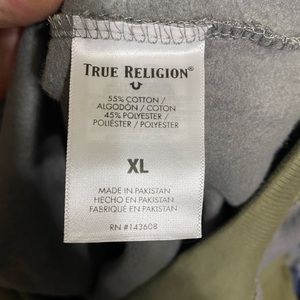 TRUE RELIGION®
55% COTTON /
ALGODÓN / COTON
45% POLYESTER /
POLIÉSTER / POLYESTER
XL
MADE IN PAKISTAN
HECHO EN PAKISTAN
FABRIQUÉ EN PAKISTAN
RN #143608